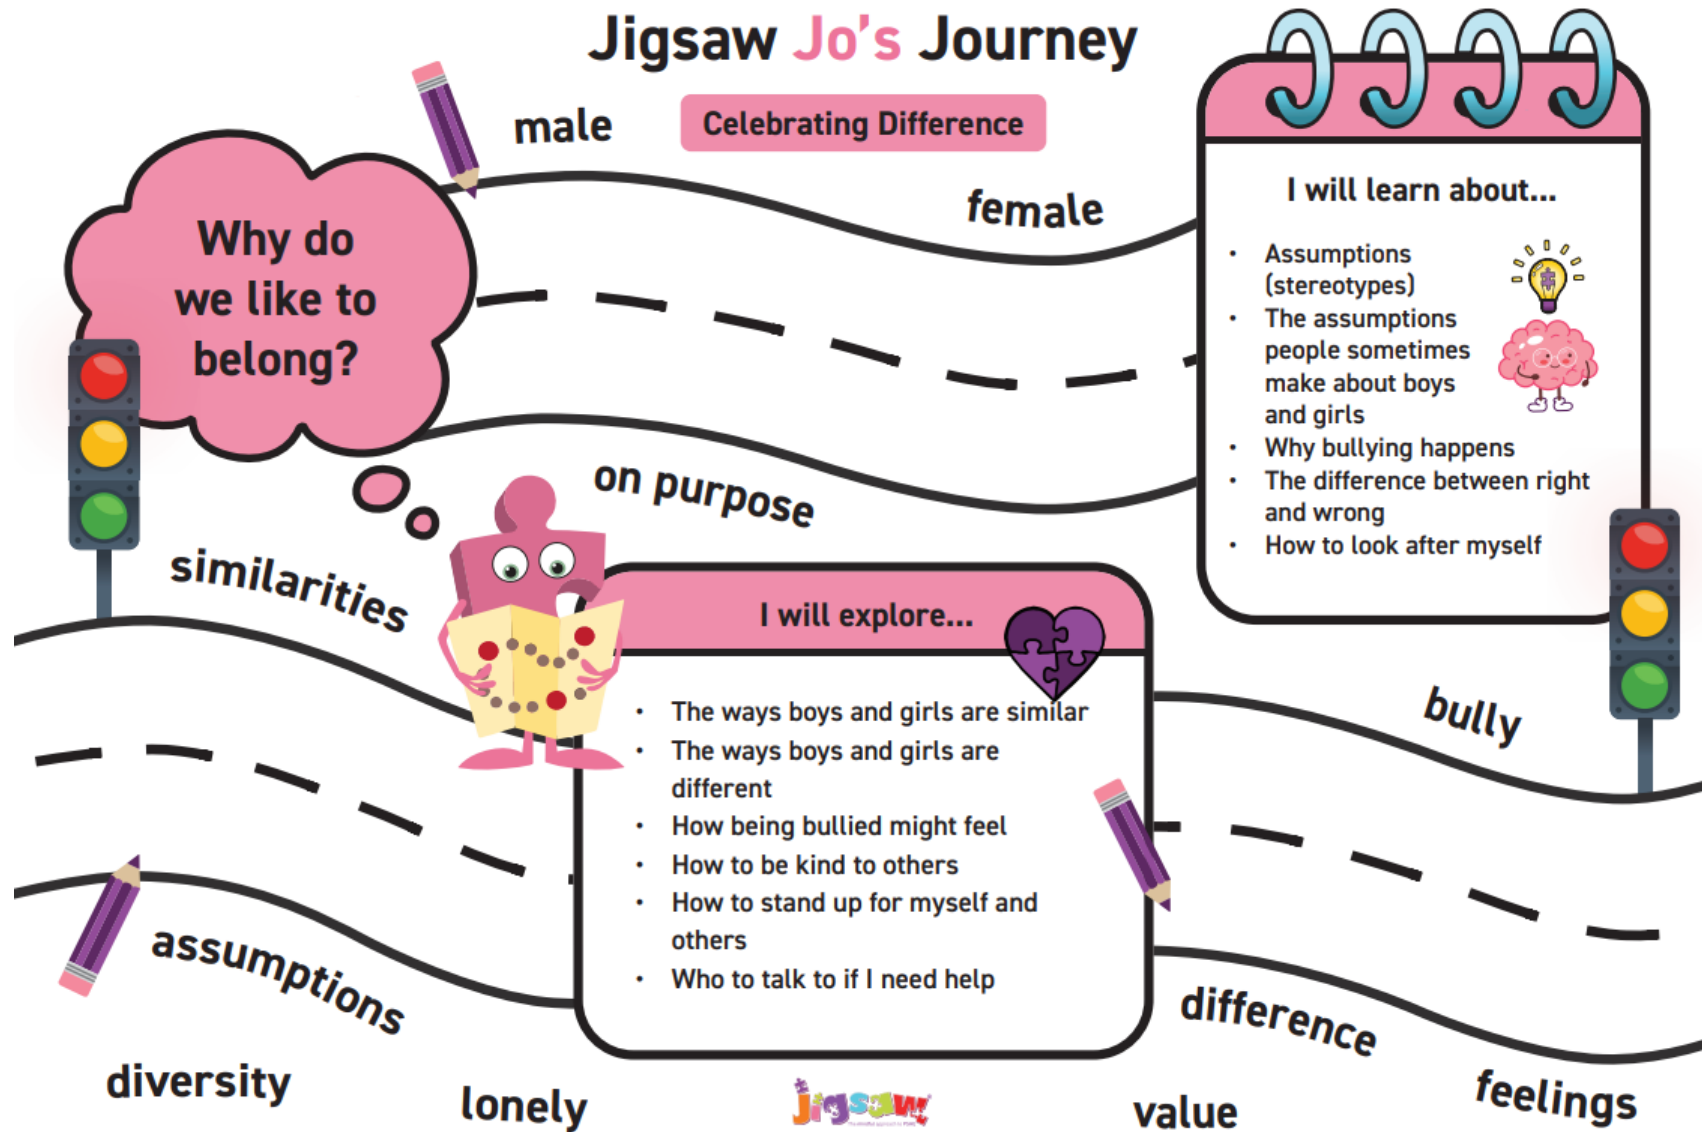 Jigsaw Jo's Journey
Celebrating Difference
male
female
Why do
we like to
belong?
I will learn about...
• Assumptions
(stereotypes)
• The assumptions
people sometimes
make about boys
and girls
• Why bullying happens
• The difference between right
and wrong
• How to look after myself
on purpose
similarities
I will explore...
• The ways boys and girls are similar
• The ways boys and girls are
different
• How being bullied might feel
• How to be kind to others
• How to stand up for myself and
others
• Who to talk to if I need help
bully
assumptions
difference
diversity
lonely
jigsaw
value
feelings